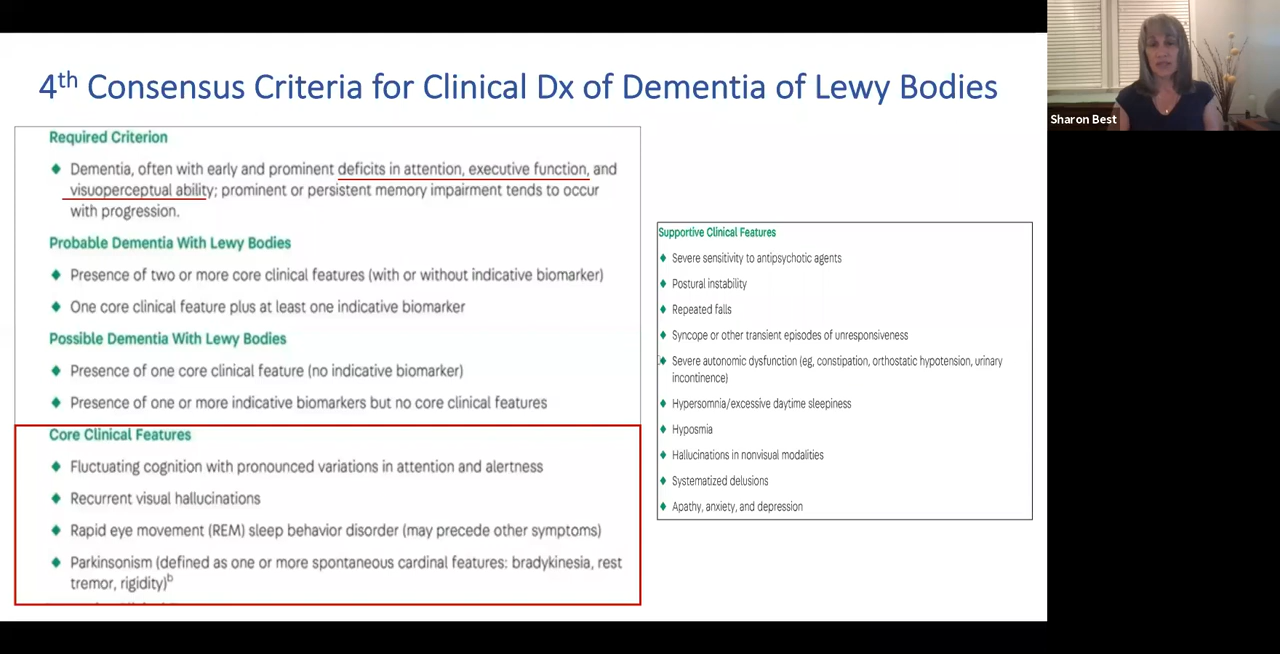 4th Consensus Criteria for Clinical Dx of Dementia of Lewy Bodies
Required Criterion
Dementia, often with early and prominent deficits in attention, executive function, and
visuoperceptual ability; prominent or persistent memory impairment tends to occur
with progression.
Probable Dementia With Lewy Bodies
Presence of two or more core clinical features (with or without indicative biomarker)
One core clinical feature plus at least one indicative biomarker
Possible Dementia With Lewy Bodies
Presence of one core clinical feature (no indicative biomarker)
Presence of one or more indicative biomarkers but no core clinical features
Core Clinical Features
Fluctuating cognition with pronounced variations in attention and alertness
Recurrent visual hallucinations
Rapid eye movement (REM) sleep behavior disorder (may precede other symptoms)
Parkinsonism (defined as one or more spontaneous cardinal features: bradykinesia, rest
tremor, rigidity)b
Supportive Clinical Features
Severe sensitivity to antipsychotic agents
Postural instability
Repeated falls
Syncope or other transient episodes of unresponsiveness
Severe autonomic dysfunction (eg, constipation, orthostatic hypotension, urinary
incontinence)
Hypersomnia/excessive daytime sleepiness
Hyposmia
Hallucinations in nonvisual modalities
Systematized delusions
Apathy, anxiety, and depression
Sharon Best